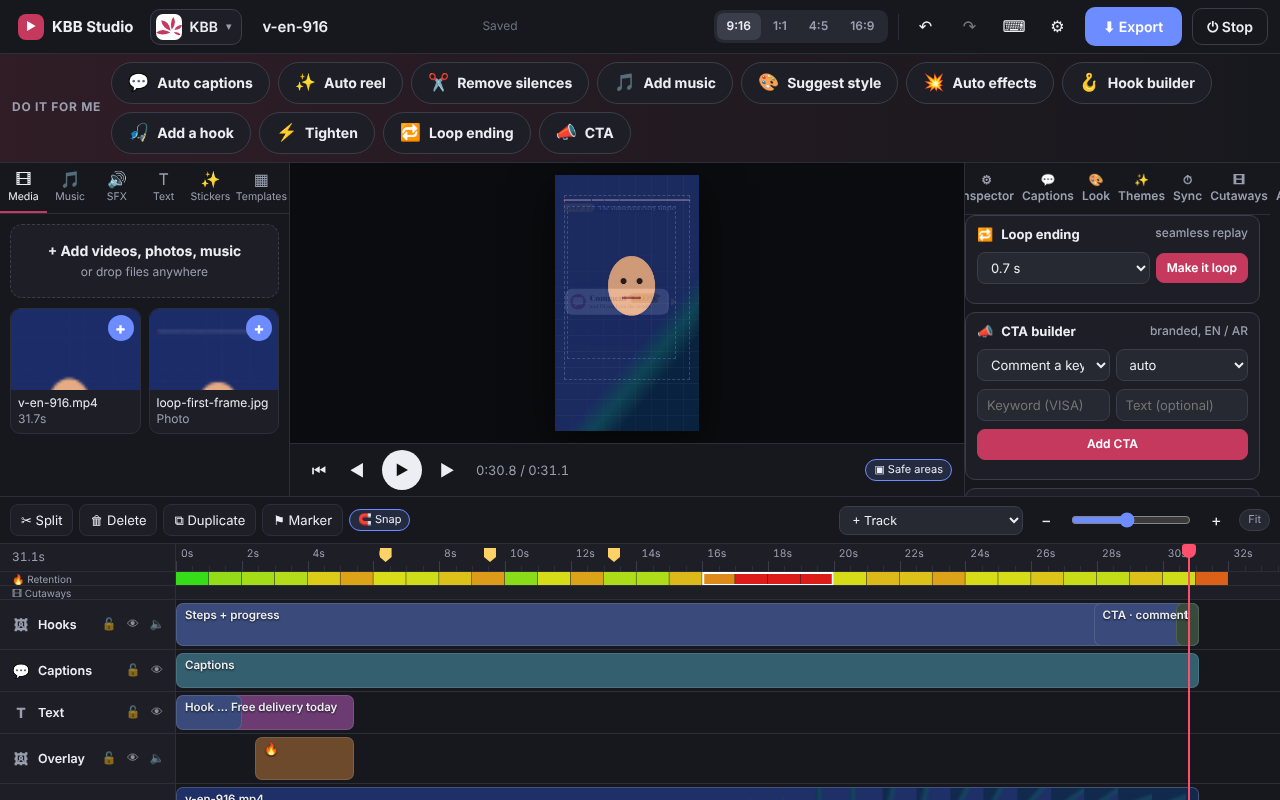 KBB Studio
KBB
v-en-916
Saved
9:16 1:1 4:5 16:9
Export
Stop
DO IT FOR ME
Auto captions
Auto reel
Remove silences
Add music
Suggest style
Auto effects
Hook builder
Add a hook
Tighten
Loop ending
CTA
Media Music SFX Text Stickers Templates
+ Add videos, photos, music
or drop files anywhere
v-en-916.mp4
31.7s
loop-first-frame.jpg
Photo
0:30.8 / 0:31.1
Safe areas
nspector Captions Look Themes Sync Cutaways
Loop ending seamless replay
0.7 s Make it loop
CTA builder branded, EN / AR
Comment a key auto
Keyword (VISA) Text (optional)
Add CTA
Split Delete Duplicate Marker Snap
+ Track
− + Fit
31.1s
0s 2s 4s 8s 10s 12s 14s 16s 18s 20s 22s 24s 26s 28s 30s 32s
Retention
Cutaways
Hooks
Steps + progress
CTA · comment
Captions
Captions
Text
Hook ... Free delivery today
Overlay
v-en-916.mp4